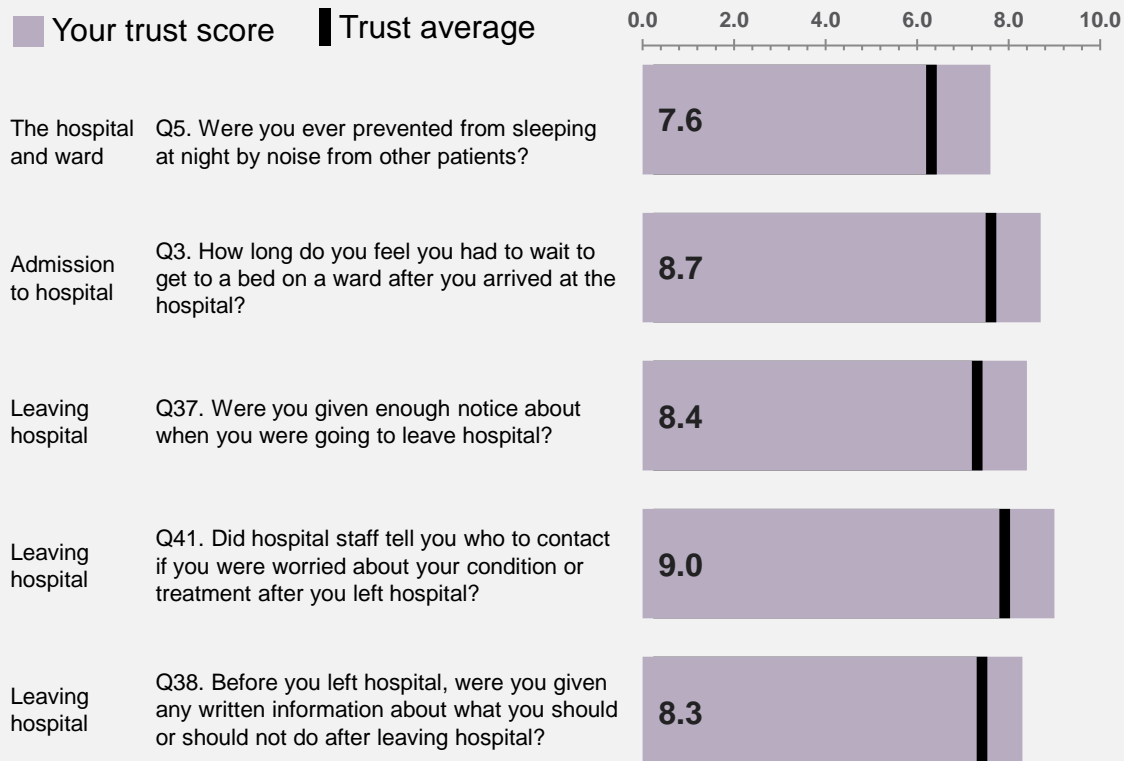 Your trust score
Trust average
0.0 2.0 4.0 6.0 8.0 10.0
The hospital
and ward
Q5. Were you ever prevented from sleeping
at night by noise from other patients?
7.6
Admission
to hospital
Q3. How long do you feel you had to wait to
get to a bed on a ward after you arrived at the
hospital?
8.7
Leaving
hospital
Q37. Were you given enough notice about
when you were going to leave hospital?
8.4
Leaving
hospital
Q41. Did hospital staff tell you who to contact
if you were worried about your condition or
treatment after you left hospital?
9.0
Leaving
hospital
Q38. Before you left hospital, were you given
any written information about what you should
or should not do after leaving hospital?
8.3